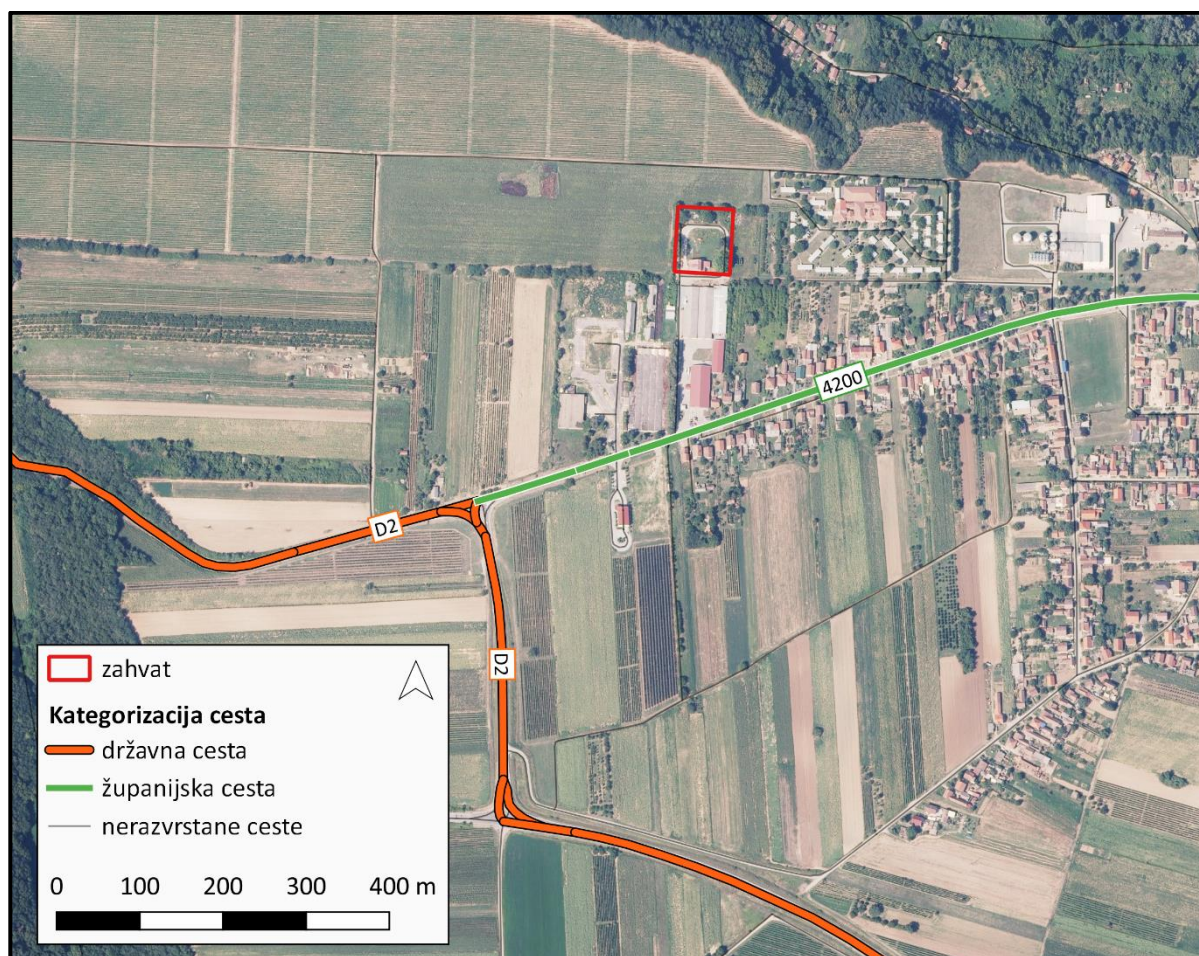 4200
D2
D2
zahvat
Kategorizacija cesta
državna cesta
županijska cesta
nerazvrstane ceste
0 100 200 300 400 m